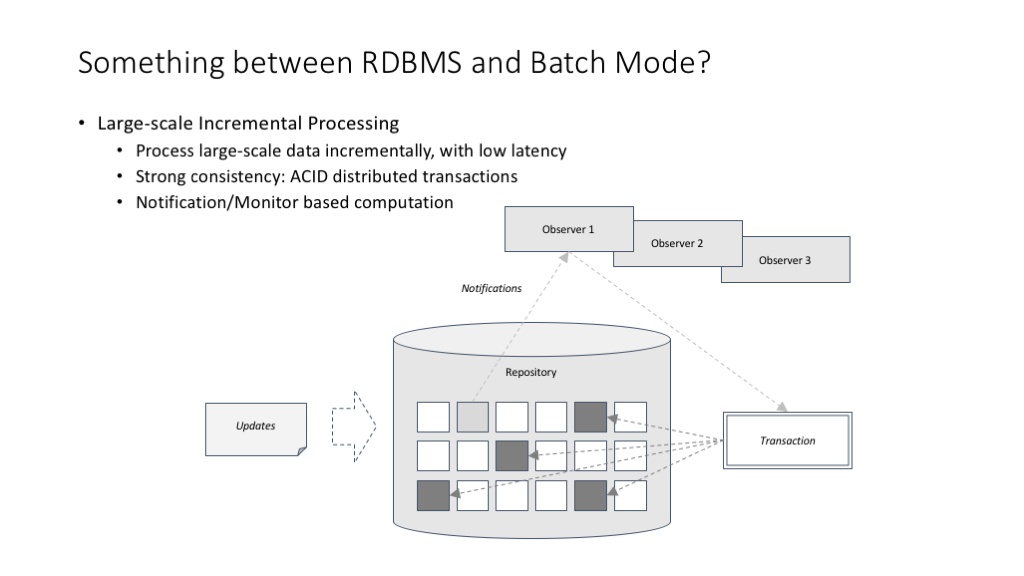 Something between RDBMS and Batch Mode?
• Large-scale Incremental Processing
• Process large-scale data incrementally, with low latency
• Strong consistency: ACID distributed transactions
• Notification/Monitor based computation
Observer 1
Observer 2
Observer 3
Notifications
Repository
Updates
Transaction